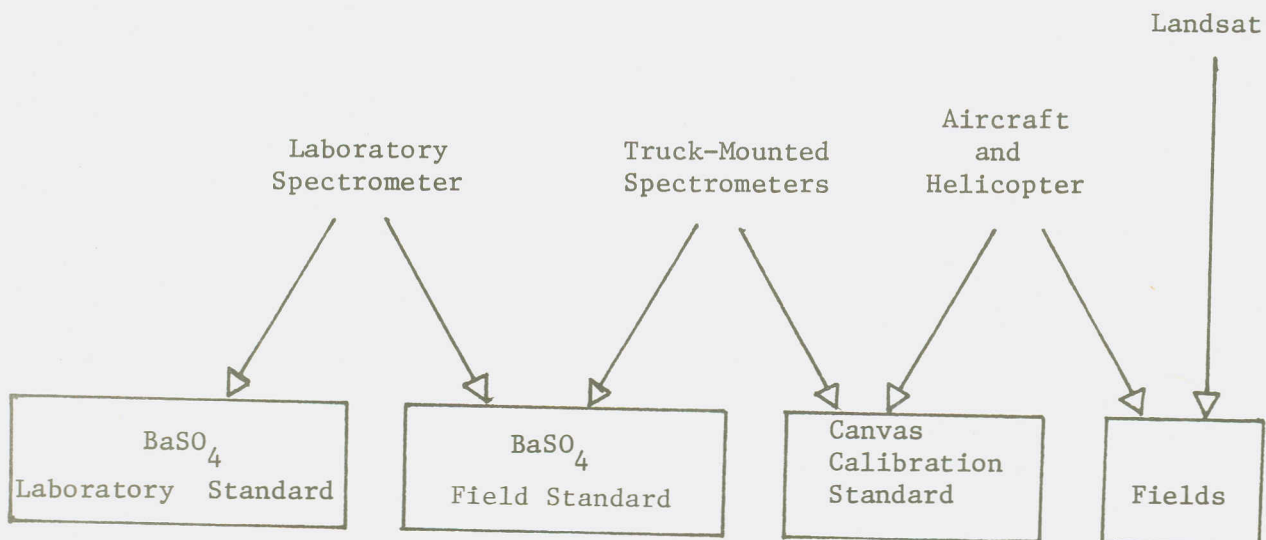 Landsat
Laboratory
Spectrometer
Truck-Mounted
Spectrometers
Aircraft
and
Helicopter
BaSO4
Laboratory Standard
BaSO4
Field Standard
Canvas
Calibration
Standard
Fields